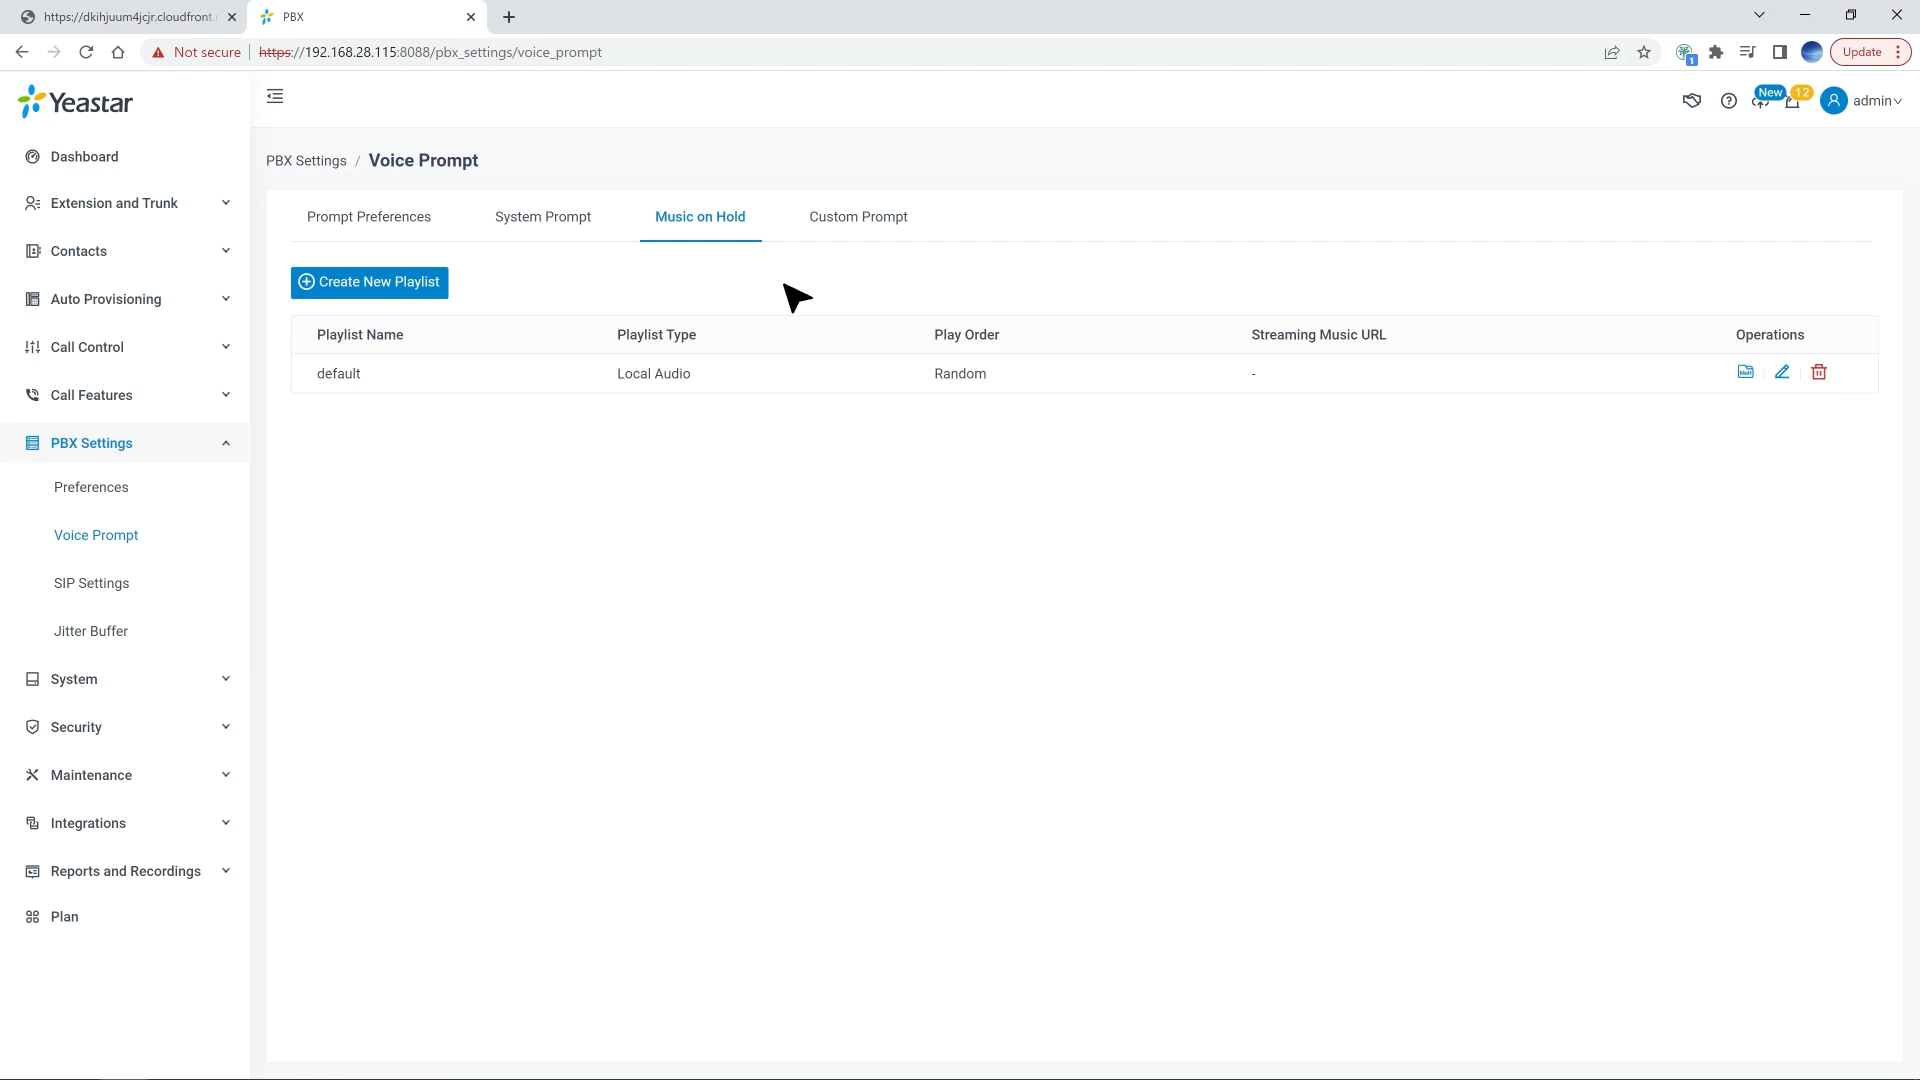 https://dkihjuum4jcjr.cloudfront.
PBX
Not secure
https://192.168.28.115:8088/pbx_settings/voice_prompt
1
Update
Yeastar
New
12
admin
Dashboard
Extension and Trunk
Contacts
Auto Provisioning
Call Control
Call Features
PBX Settings
Preferences
Voice Prompt
SIP Settings
Jitter Buffer
System
Security
Maintenance
Integrations
Reports and Recordings
Plan
PBX Settings / Voice Prompt
Prompt Preferences System Prompt Music on Hold Custom Prompt
Create New Playlist
Playlist Name Playlist Type Play Order Streaming Music URL Operations
default Local Audio Random -